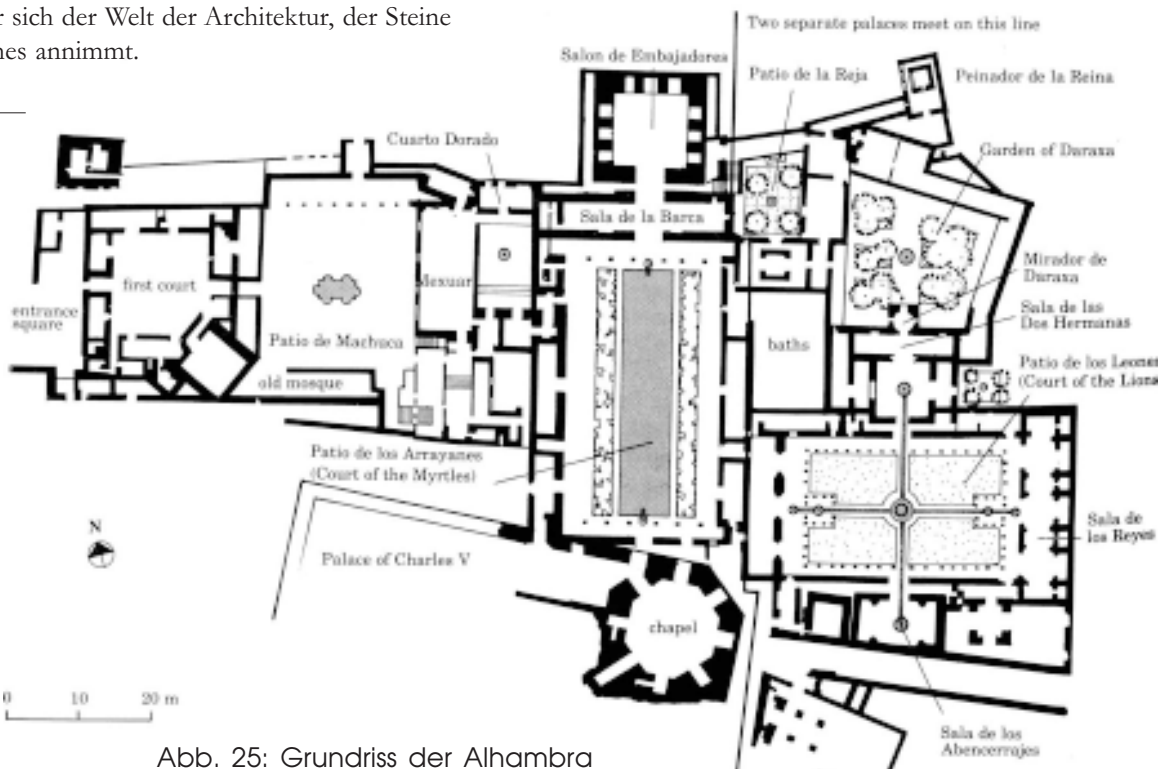 r sich der Welt der Architektur, der Steine
nes annimmt.
Two separate palaces meet on this line
Salon de Embajadores
Patio de la Reja
Peinador de la Reina
Cuarto Dorado
Garden of Daraxa
Sala de la Barca
Mirador de
Daraxa
first court
Mexuar
entrance
square
Sala de las
Dos Hermanas
Patio de Machuca
baths
Patio de los Leones
(Court of the Lions
old mosque
Patio de los Arrayanes
(Court of the Myrtles)
N
Sala de
los Reyes
Palace of Charles V
chapel
0 10 20 m
Sala de los
Abencerrajes
Abb. 25: Grundriss der Alhambra